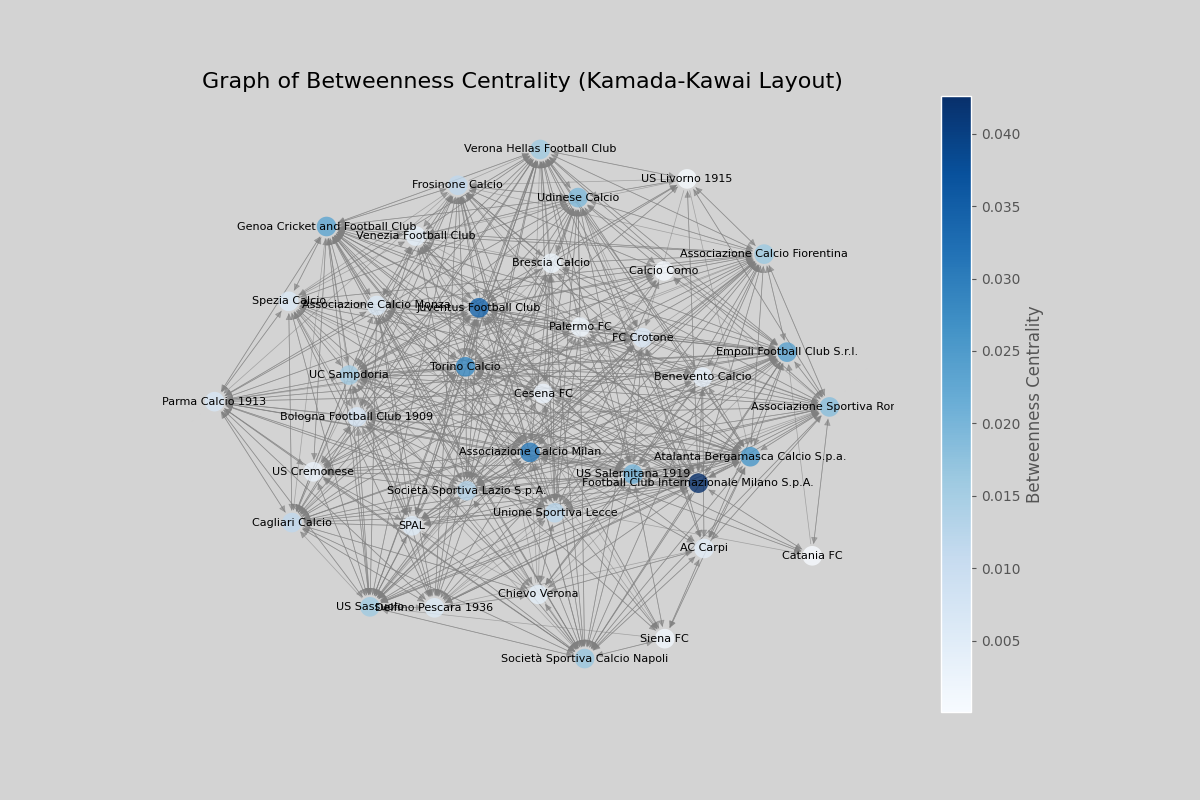 Graph of Betweenness Centrality (Kamada-Kawai Layout)
Verona Hellas Football Club
US Livorno 1915
Frosinone Calcio
Udinese Calcio
Genoa Cricket and Football Club
Venezia Football Club
Associazione Calcio Fiorentina
Brescia Calcio
Calcio Como
Spezia Calcio
Associazione Calcio Monza
Juventus Football Club
Palermo FC
FC Crotone
Empoli Football Club S.r.l.
Torino Calcio
UC Sampdoria
Benevento Calcio
Cesena FC
Parma Calcio 1913
Associazione Sportiva Ror
Bologna Football Club 1909
Associazione Calcio Milan
Atalanta Bergamasca Calcio S.p.a.
US Cremonese
US Salernitana 1919
Football Club Internazionale Milano S.p.A.
Società Sportiva Lazio S.p.A.
Unione Sportiva Lecce
Cagliari Calcio
SPAL
AC Carpi
Catania FC
Chievo Verona
US Sassuolo
Delfino Pescara 1936
Siena FC
Società Sportiva Calcio Napoli
0.040
0.035
0.030
0.025
0.020
0.015
0.010
0.005
Betweenness Centrality